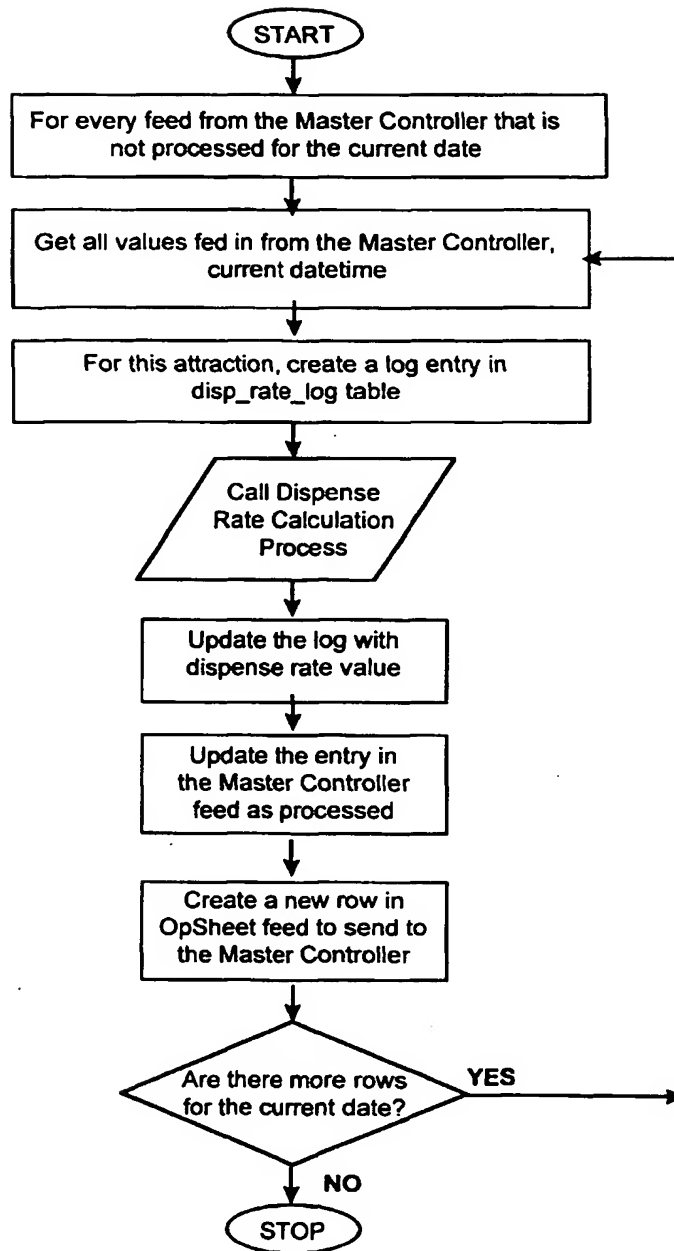 START
For every feed from the Master Controller that is
not processed for the current date
Get all values fed in from the Master Controller,
current datetime
For this attraction, create a log entry in
disp_rate_log table
Call Dispense
Rate Calculation
Process
Update the log with
dispense rate value
Update the entry in
the Master Controller
feed as processed
Create a new row in
OpSheet feed to send to
the Master Controller
Are there more rows
for the current date?
YES
NO
STOP